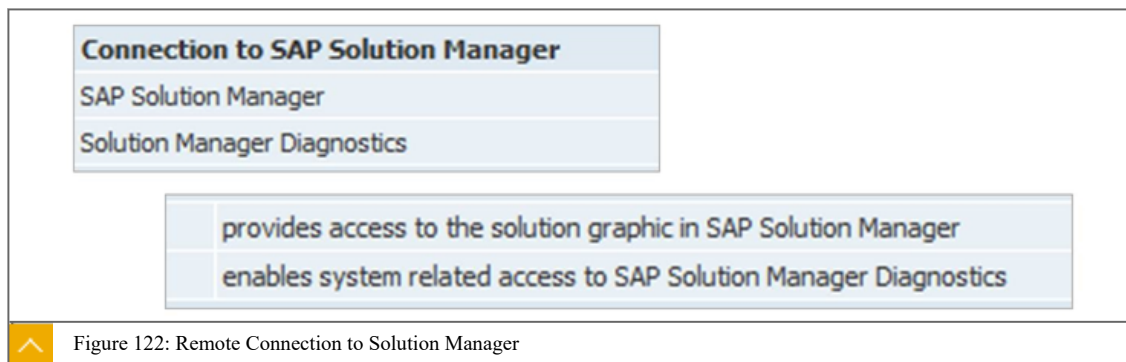 Connection to SAP Solution Manager
SAP Solution Manager
Solution Manager Diagnostics
provides access to the solution graphic in SAP Solution Manager
enables system related access to SAP Solution Manager Diagnostics
Figure 122: Remote Connection to Solution Manager